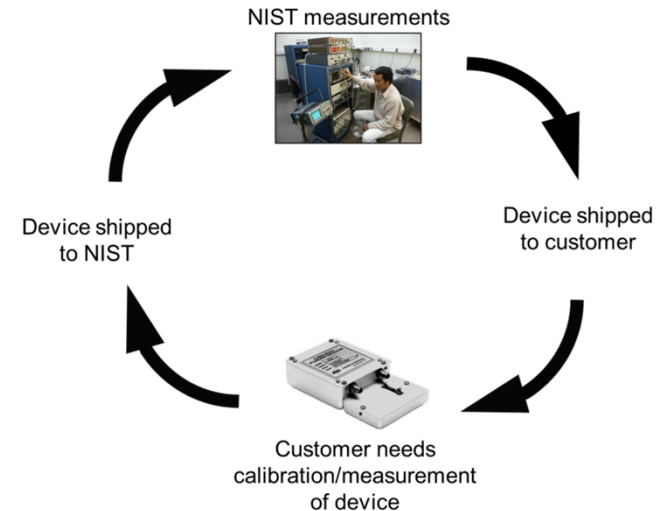 NIST measurements
Device shipped
to NIST
Device shipped
to customer
Customer needs
calibration/measurement
of device